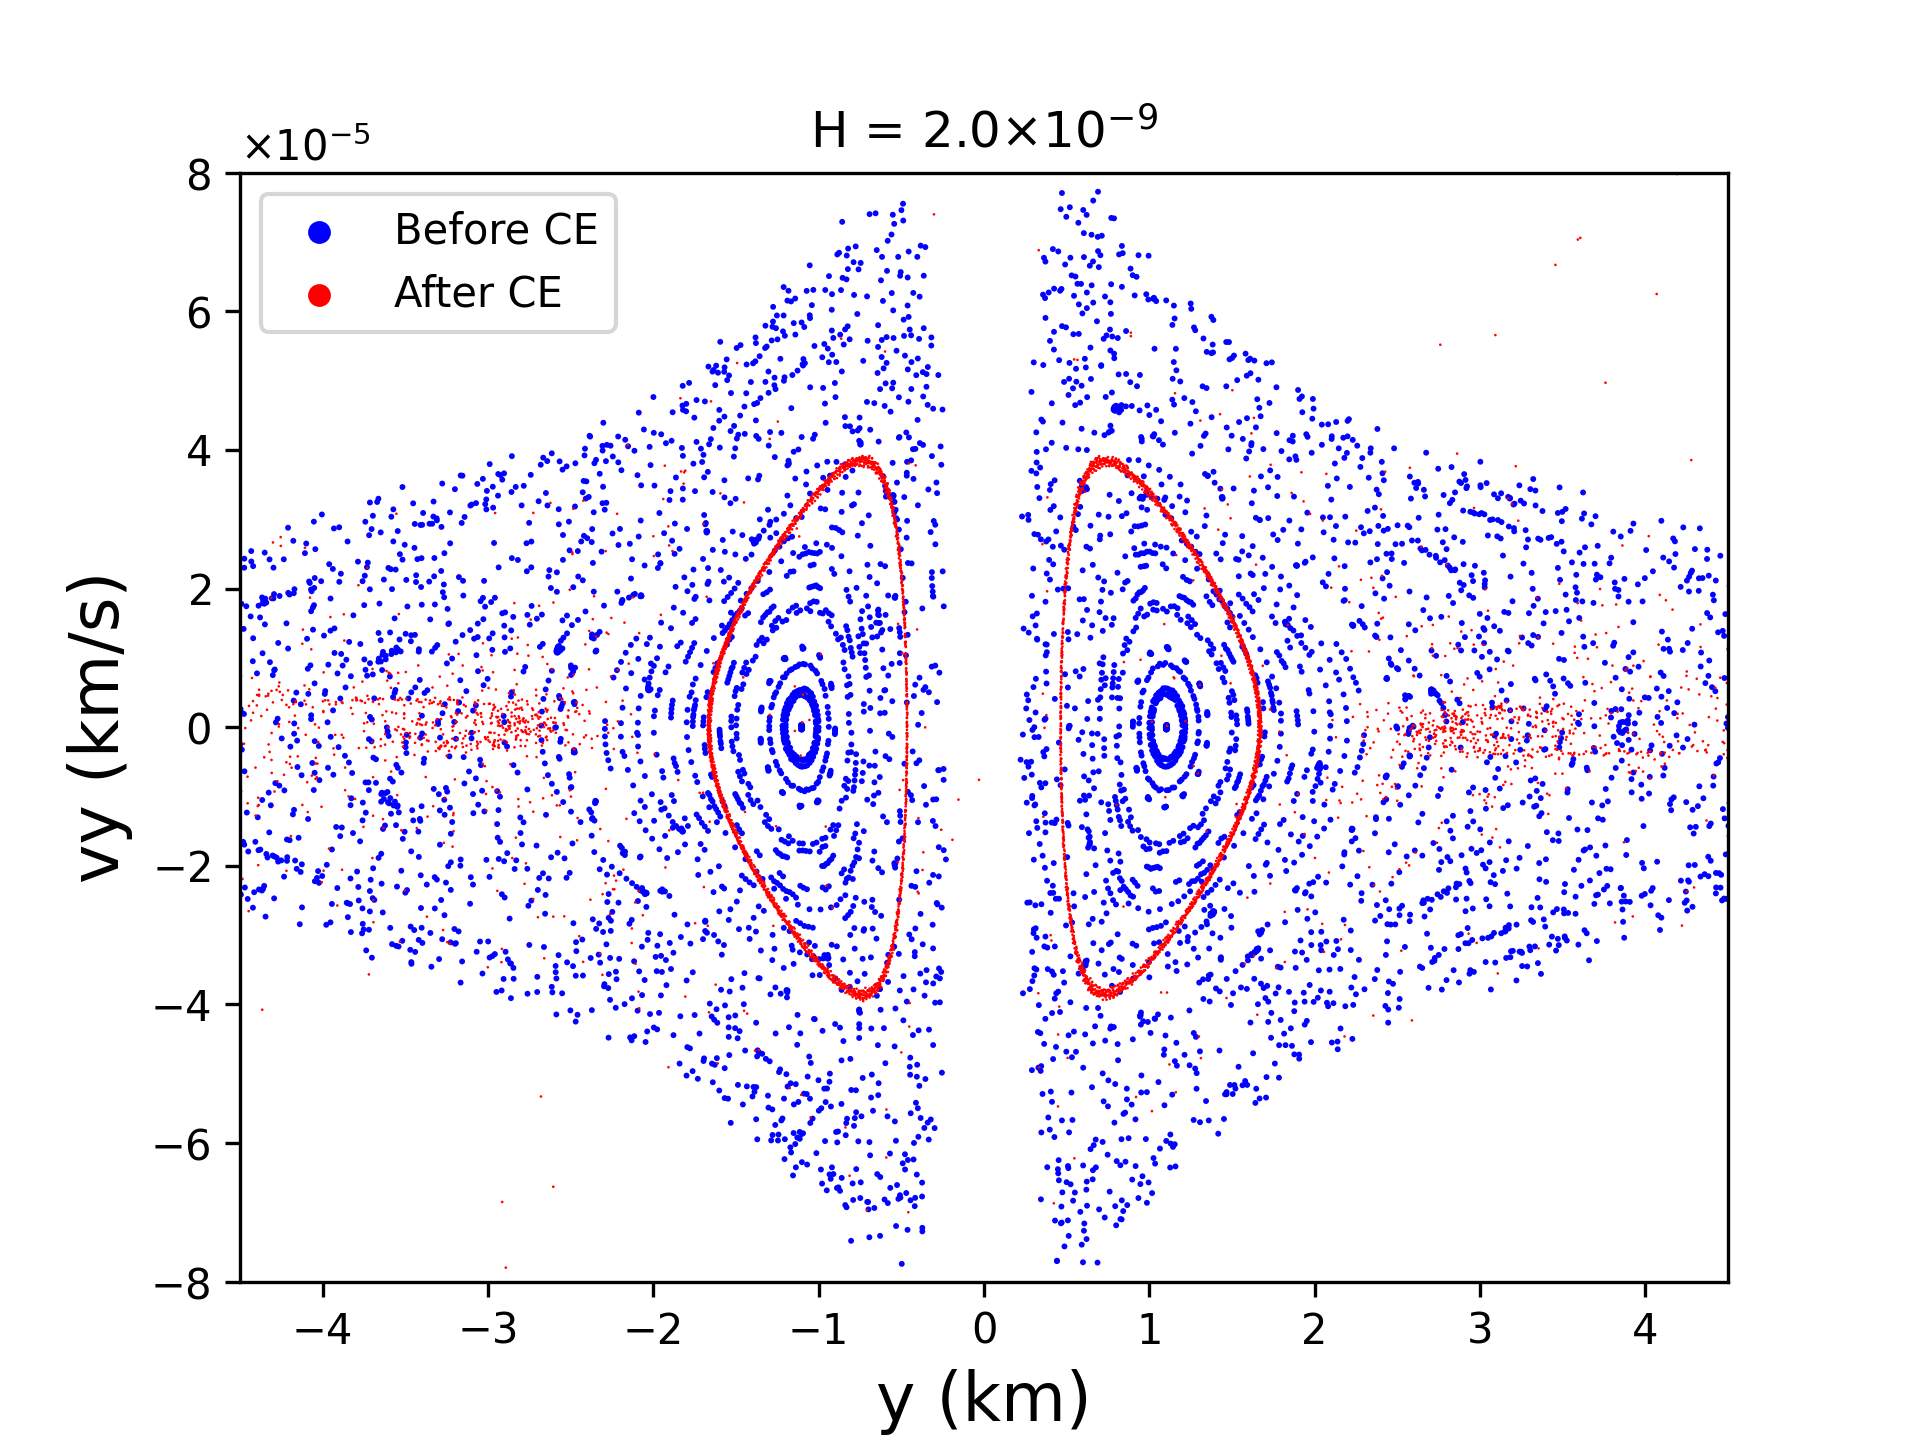 H = 2.0×10⁻⁹
×10⁻⁵
Before CE
After CE
8
6
4
2
0
−2
−4
−6
−8
vy (km/s)
−4 −3 −2 −1 0 1 2 3 4
y (km)